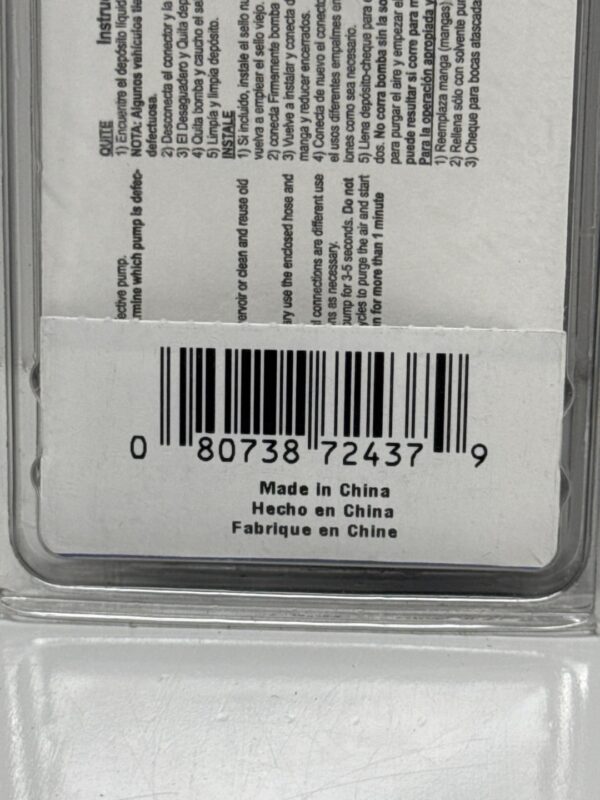 ective pump.
rmine which pump is defec-
ervoir or clean and reuse old
ry use the enclosed hose and
d connections are different use
ns as necessary.
ump for 3-5 seconds. Do not
ycles to purge the air and start
n for more than 1 minute
Instruc
QUITE
1) Encuentre el depósito líquid
NOTA: Algunos vehículos tie
defectuosa.
2) Desconecta el conector y la
3) El Desaguadero y Quita dep
4) Quita bomba y caucho el se
5) Limpia y limpia depósito.
INSTALE
1) Si incluido, instale el sello nu
vuelva a emplear el sello viejo.
2) conecta Firmemente bomba
3) Vuelve a instalar y conecta d
manga y reducer encerrados.
4) Conecta de nuevo el conecto
el usos diferentes empalmes en
iones como sea necesario.
5) Llena depósito-cheque para
dos. No corra bomba sin la so
para purgar el aire y empezar el
puede resultar si corre para m
Para la operación apropiada y
1) Reemplaza manga (mangas)
2) Rellena sólo con solvente pu
3) Cheque para bocas atascada
0 80738 72437 9
Made in China
Hecho en China
Fabrique en Chine